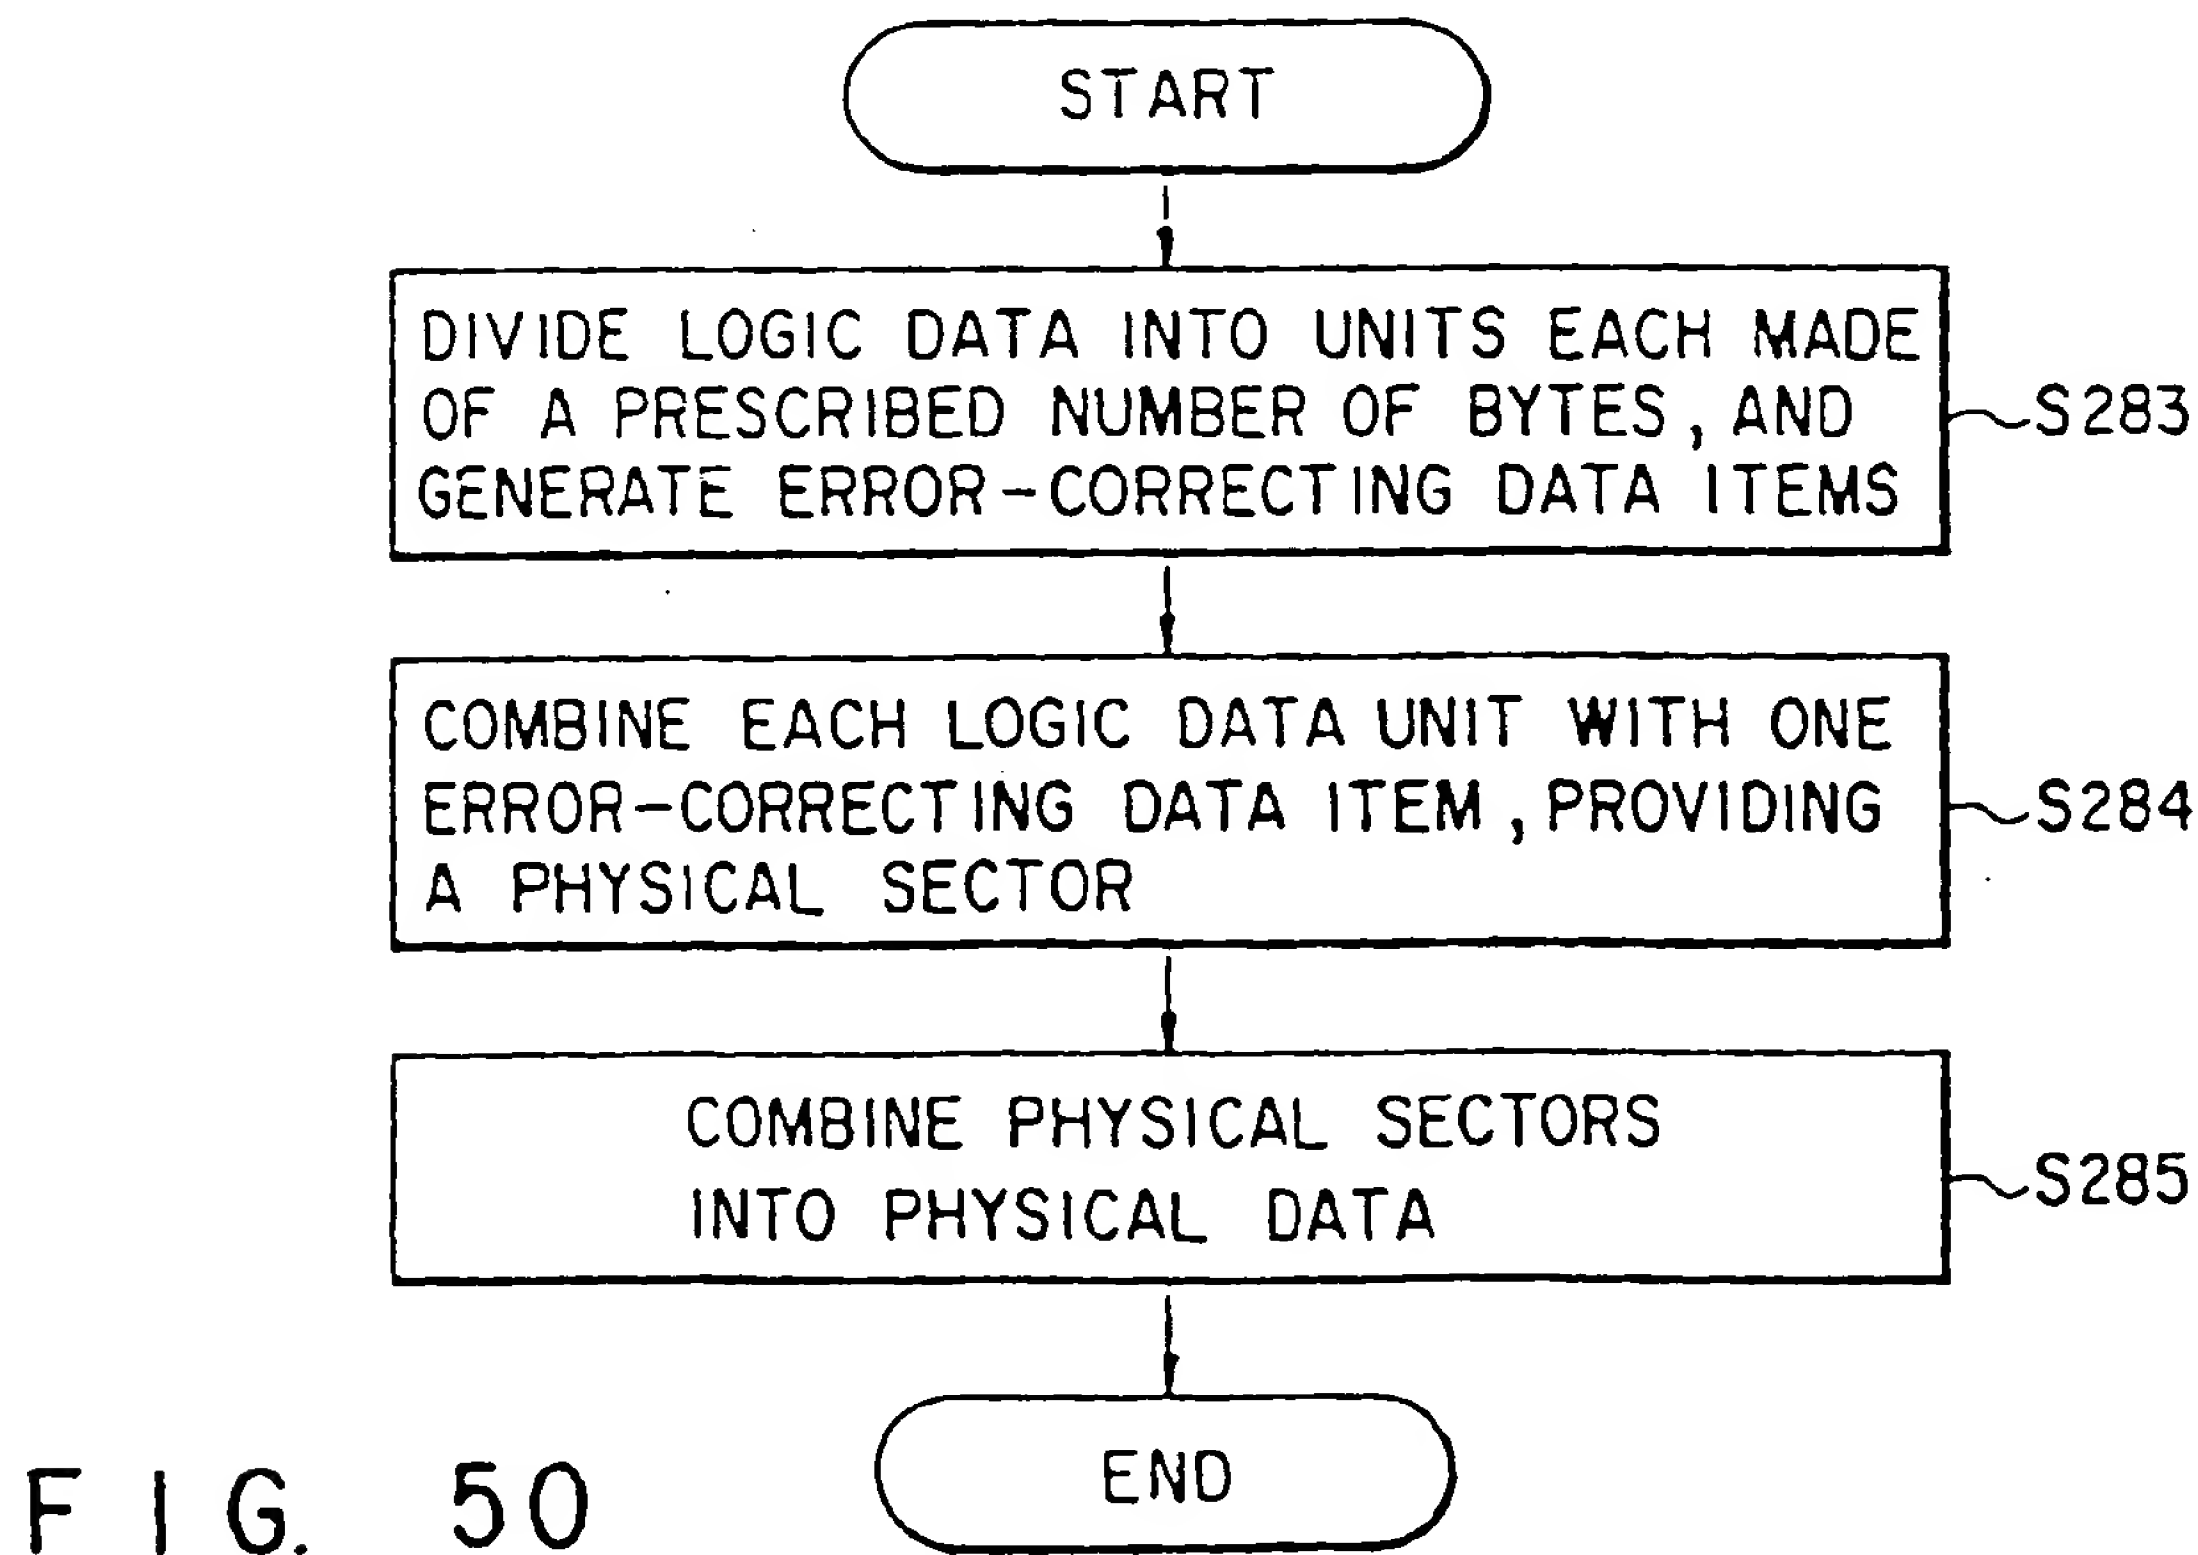 START
DIVIDE LOGIC DATA INTO UNITS EACH MADE
OF A PRESCRIBED NUMBER OF BYTES, AND
GENERATE ERROR-CORRECTING DATA ITEMS
S283
COMBINE EACH LOGIC DATA UNIT WITH ONE
ERROR-CORRECTING DATA ITEM, PROVIDING
A PHYSICAL SECTOR
S284
COMBINE PHYSICAL SECTORS
INTO PHYSICAL DATA
S285
END
FIG. 50